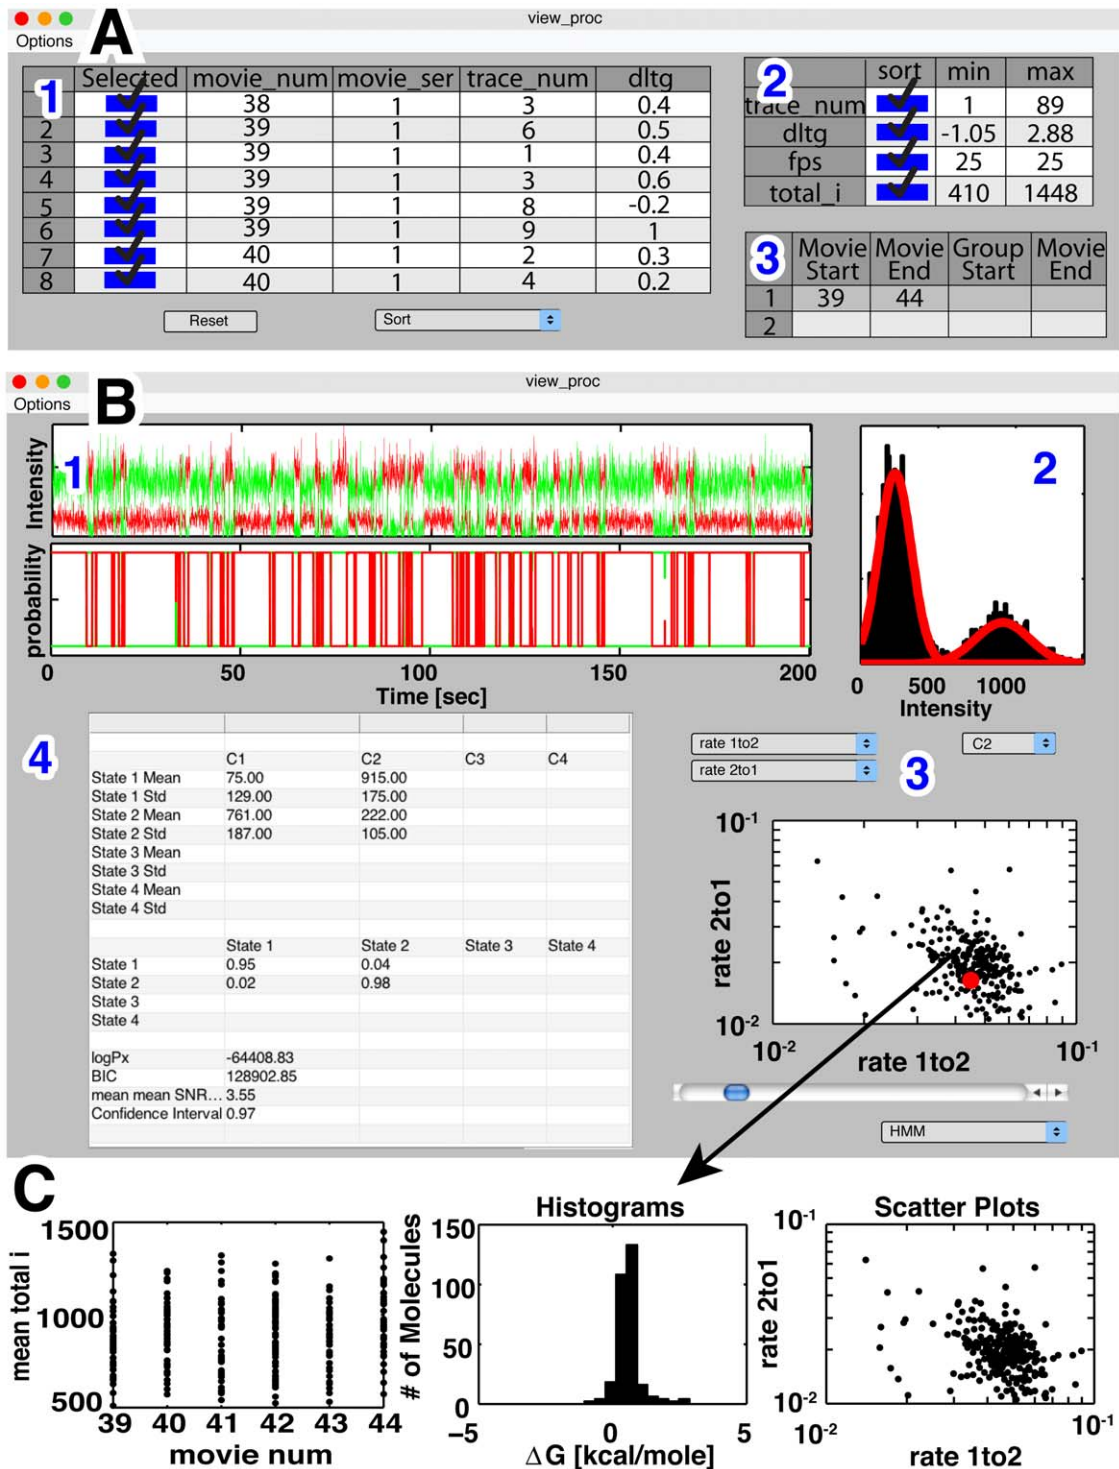 view_proc
Options
A
1
Selected movie_num movie_ser trace_num dltg
38 1 3 0.4
2 39 1 6 0.5
3 39 1 1 0.4
4 39 1 3 0.6
5 39 1 8 -0.2
6 39 1 9 1
7 40 1 2 0.3
8 40 1 4 0.2
Reset
Sort
2
sort min max
trace_num 1 89
dltg -1.05 2.88
fps 25 25
total_i 410 1448
3
Movie Start Movie End Group Start Movie End
1 39 44
2
view_proc
Options
B
1
Intensity
probability
0 50 100 150 200
Time [sec]
2
0 500 1000
Intensity
4
C1 C2 C3 C4
State 1 Mean 75.00 915.00
State 1 Std 129.00 175.00
State 2 Mean 761.00 222.00
State 2 Std 187.00 105.00
State 3 Mean
State 3 Std
State 4 Mean
State 4 Std
State 1 State 2 State 3 State 4
State 1 0.95 0.04
State 2 0.02 0.98
State 3
State 4
logPx -64408.83
BIC 128902.85
mean mean SNR... 3.55
Confidence Interval 0.97
rate 1to2
rate 2to1
C2
3
10-1
rate 2to1
10-2
10-2 10-1
rate 1to2
HMM
C
1500
mean total i
1000
500
39 40 41 42 43 44
movie num
Histograms
150
# of Molecules
100
50
0
-5 0 5
ΔG [kcal/mole]
Scatter Plots
10-1
rate 2to1
10-2
10-2 10-1
rate 1to2